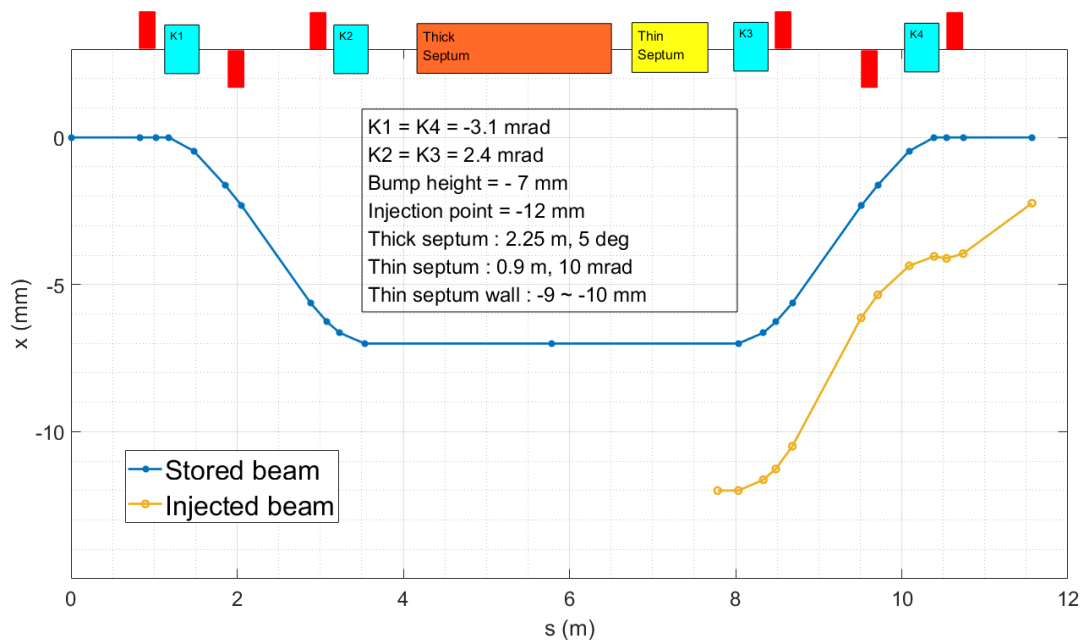 K1
K2
Thick
Septum
Thin
Septum
K3
K4
K1 = K4 = -3.1 mrad
K2 = K3 = 2.4 mrad
Bump height = - 7 mm
Injection point = -12 mm
Thick septum : 2.25 m, 5 deg
Thin septum : 0.9 m, 10 mrad
Thin septum wall : -9 ~ -10 mm
0
-5
-10
x (mm)
Stored beam
Injected beam
0
2
4
6
8
10
12
s (m)